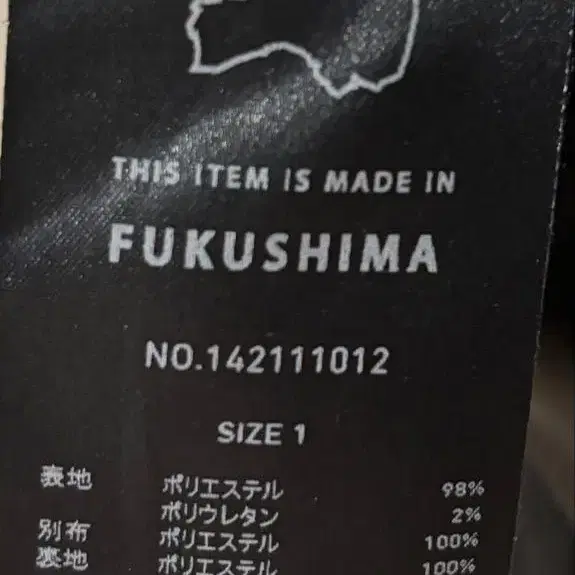 THIS ITEM IS MADE IN
FUKUSHIMA
NO.142111012
SIZE 1
表地 ポリエステル 98%
ポリウレタン 2%
別布 ポリエステル 100%
裏地 ポリエステル 100%